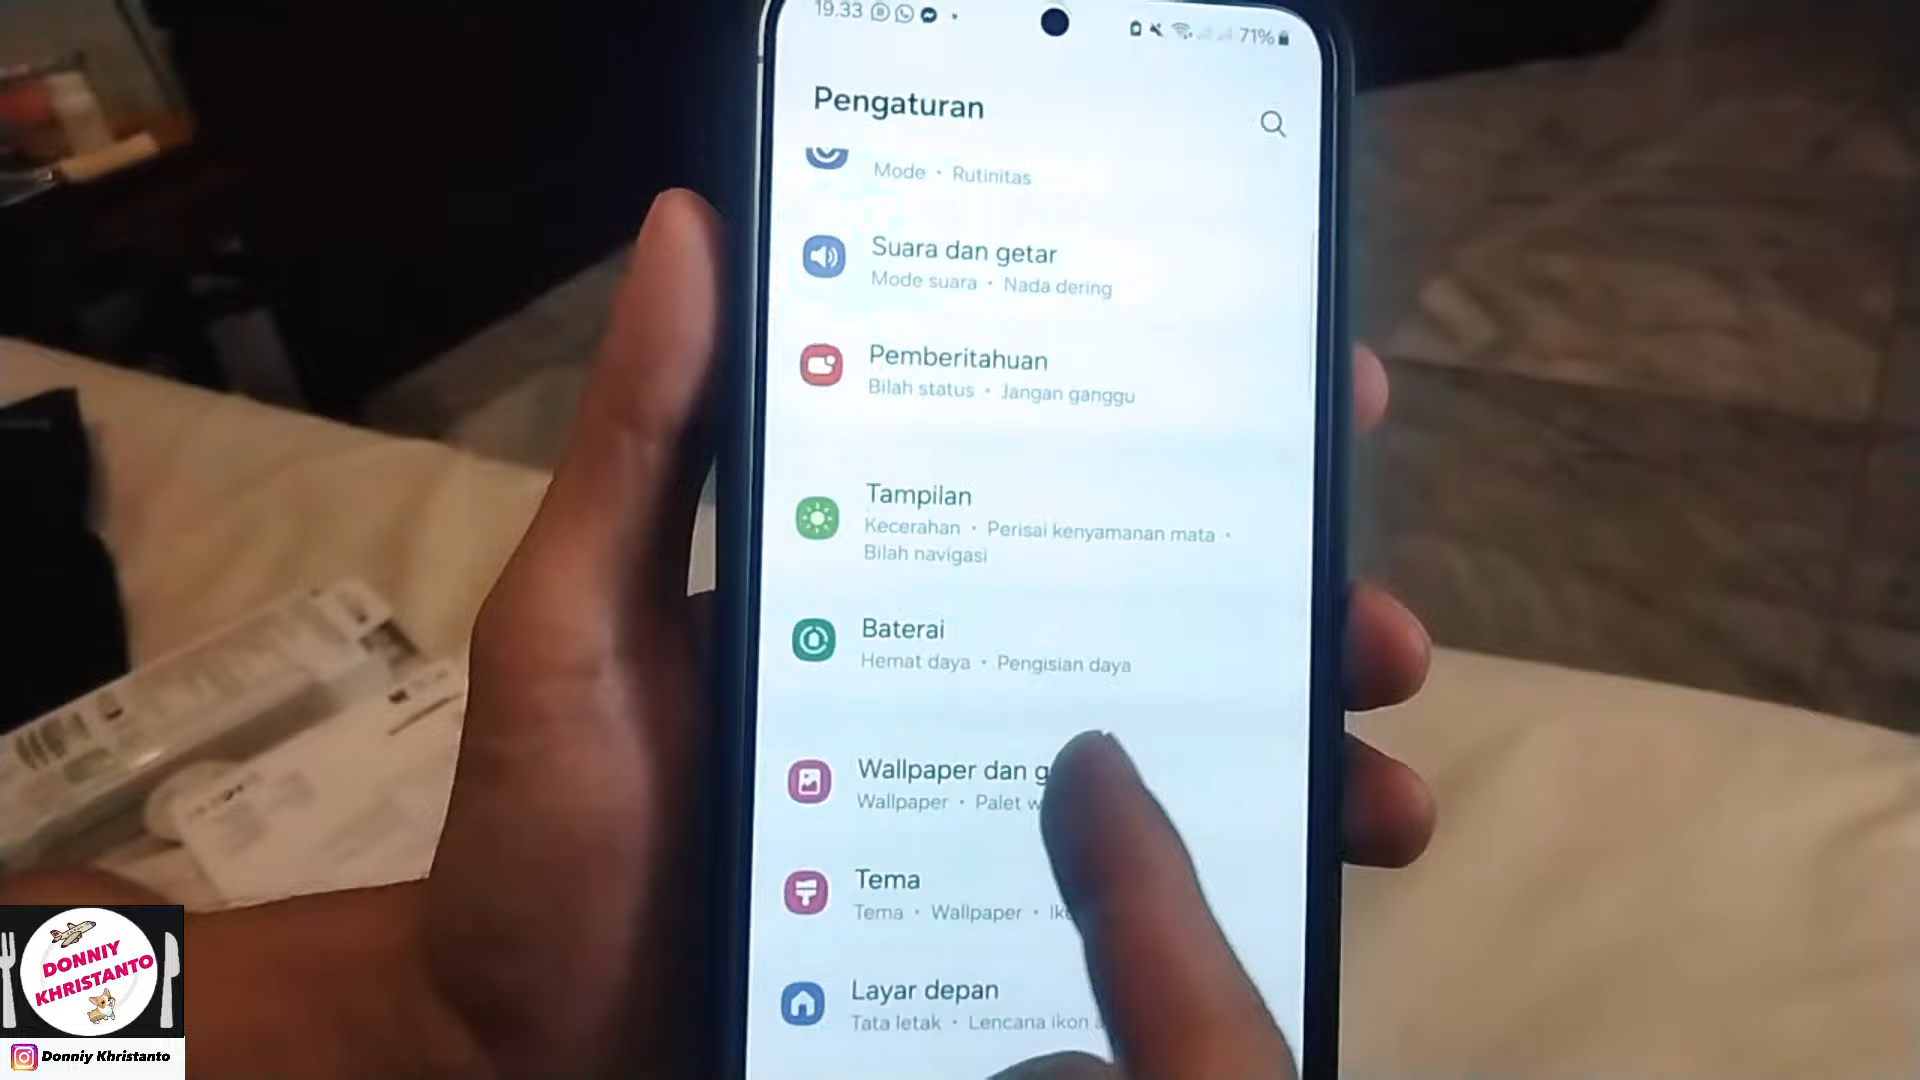 19.33
71%
Pengaturan
Mode • Rutinitas
Suara dan getar
Mode suara • Nada dering
Pemberitahuan
Bilah status • Jangan ganggu
Tampilan
Kecerahan • Perisai kenyamanan mata •
Bilah navigasi
Baterai
Hemat daya • Pengisian daya
Wallpaper dan g
Wallpaper • Palet w
Tema
Tema • Wallpaper •
Layar depan
Tata letak • Lencana ikon
DONNIY
KHRISTANTO
Donniy Khristanto